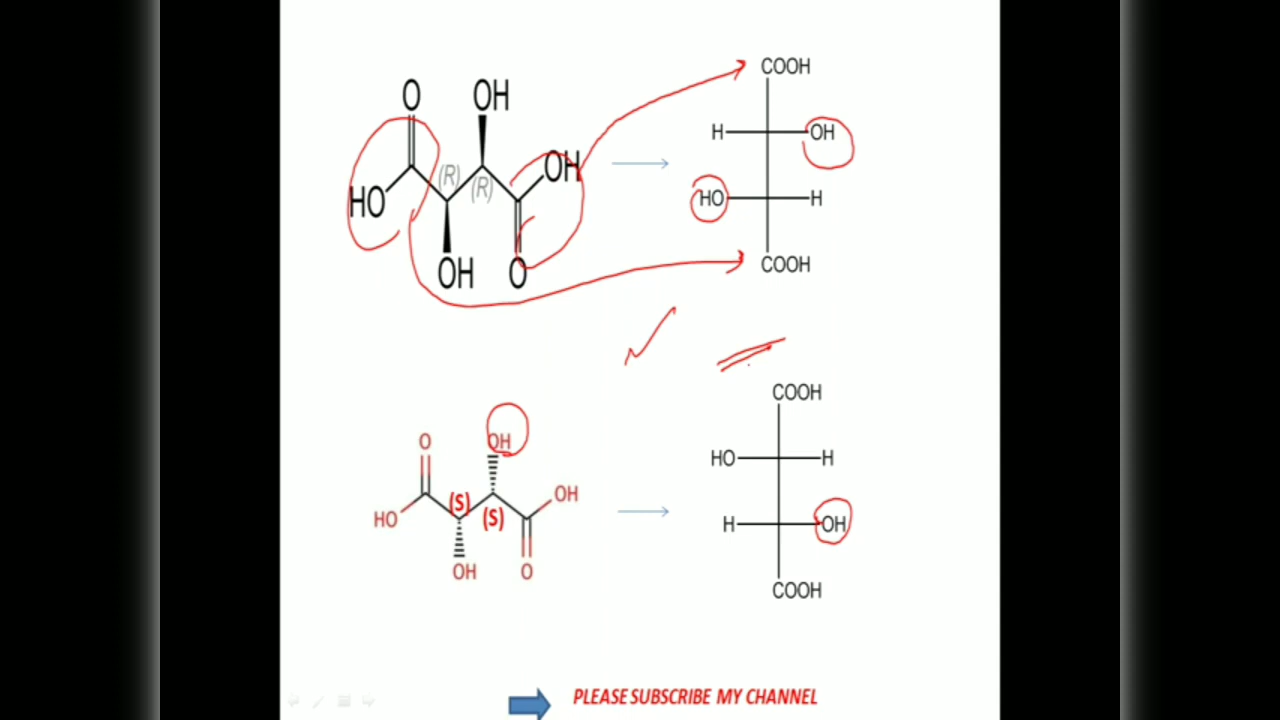 O OH
(R) (R) OH
HO
OH O
COOH
H OH
HO H
COOH
O OH
(S) (S) OH
HO
OH O
COOH
HO H
H OH
COOH
PLEASE SUBSCRIBE MY CHANNEL